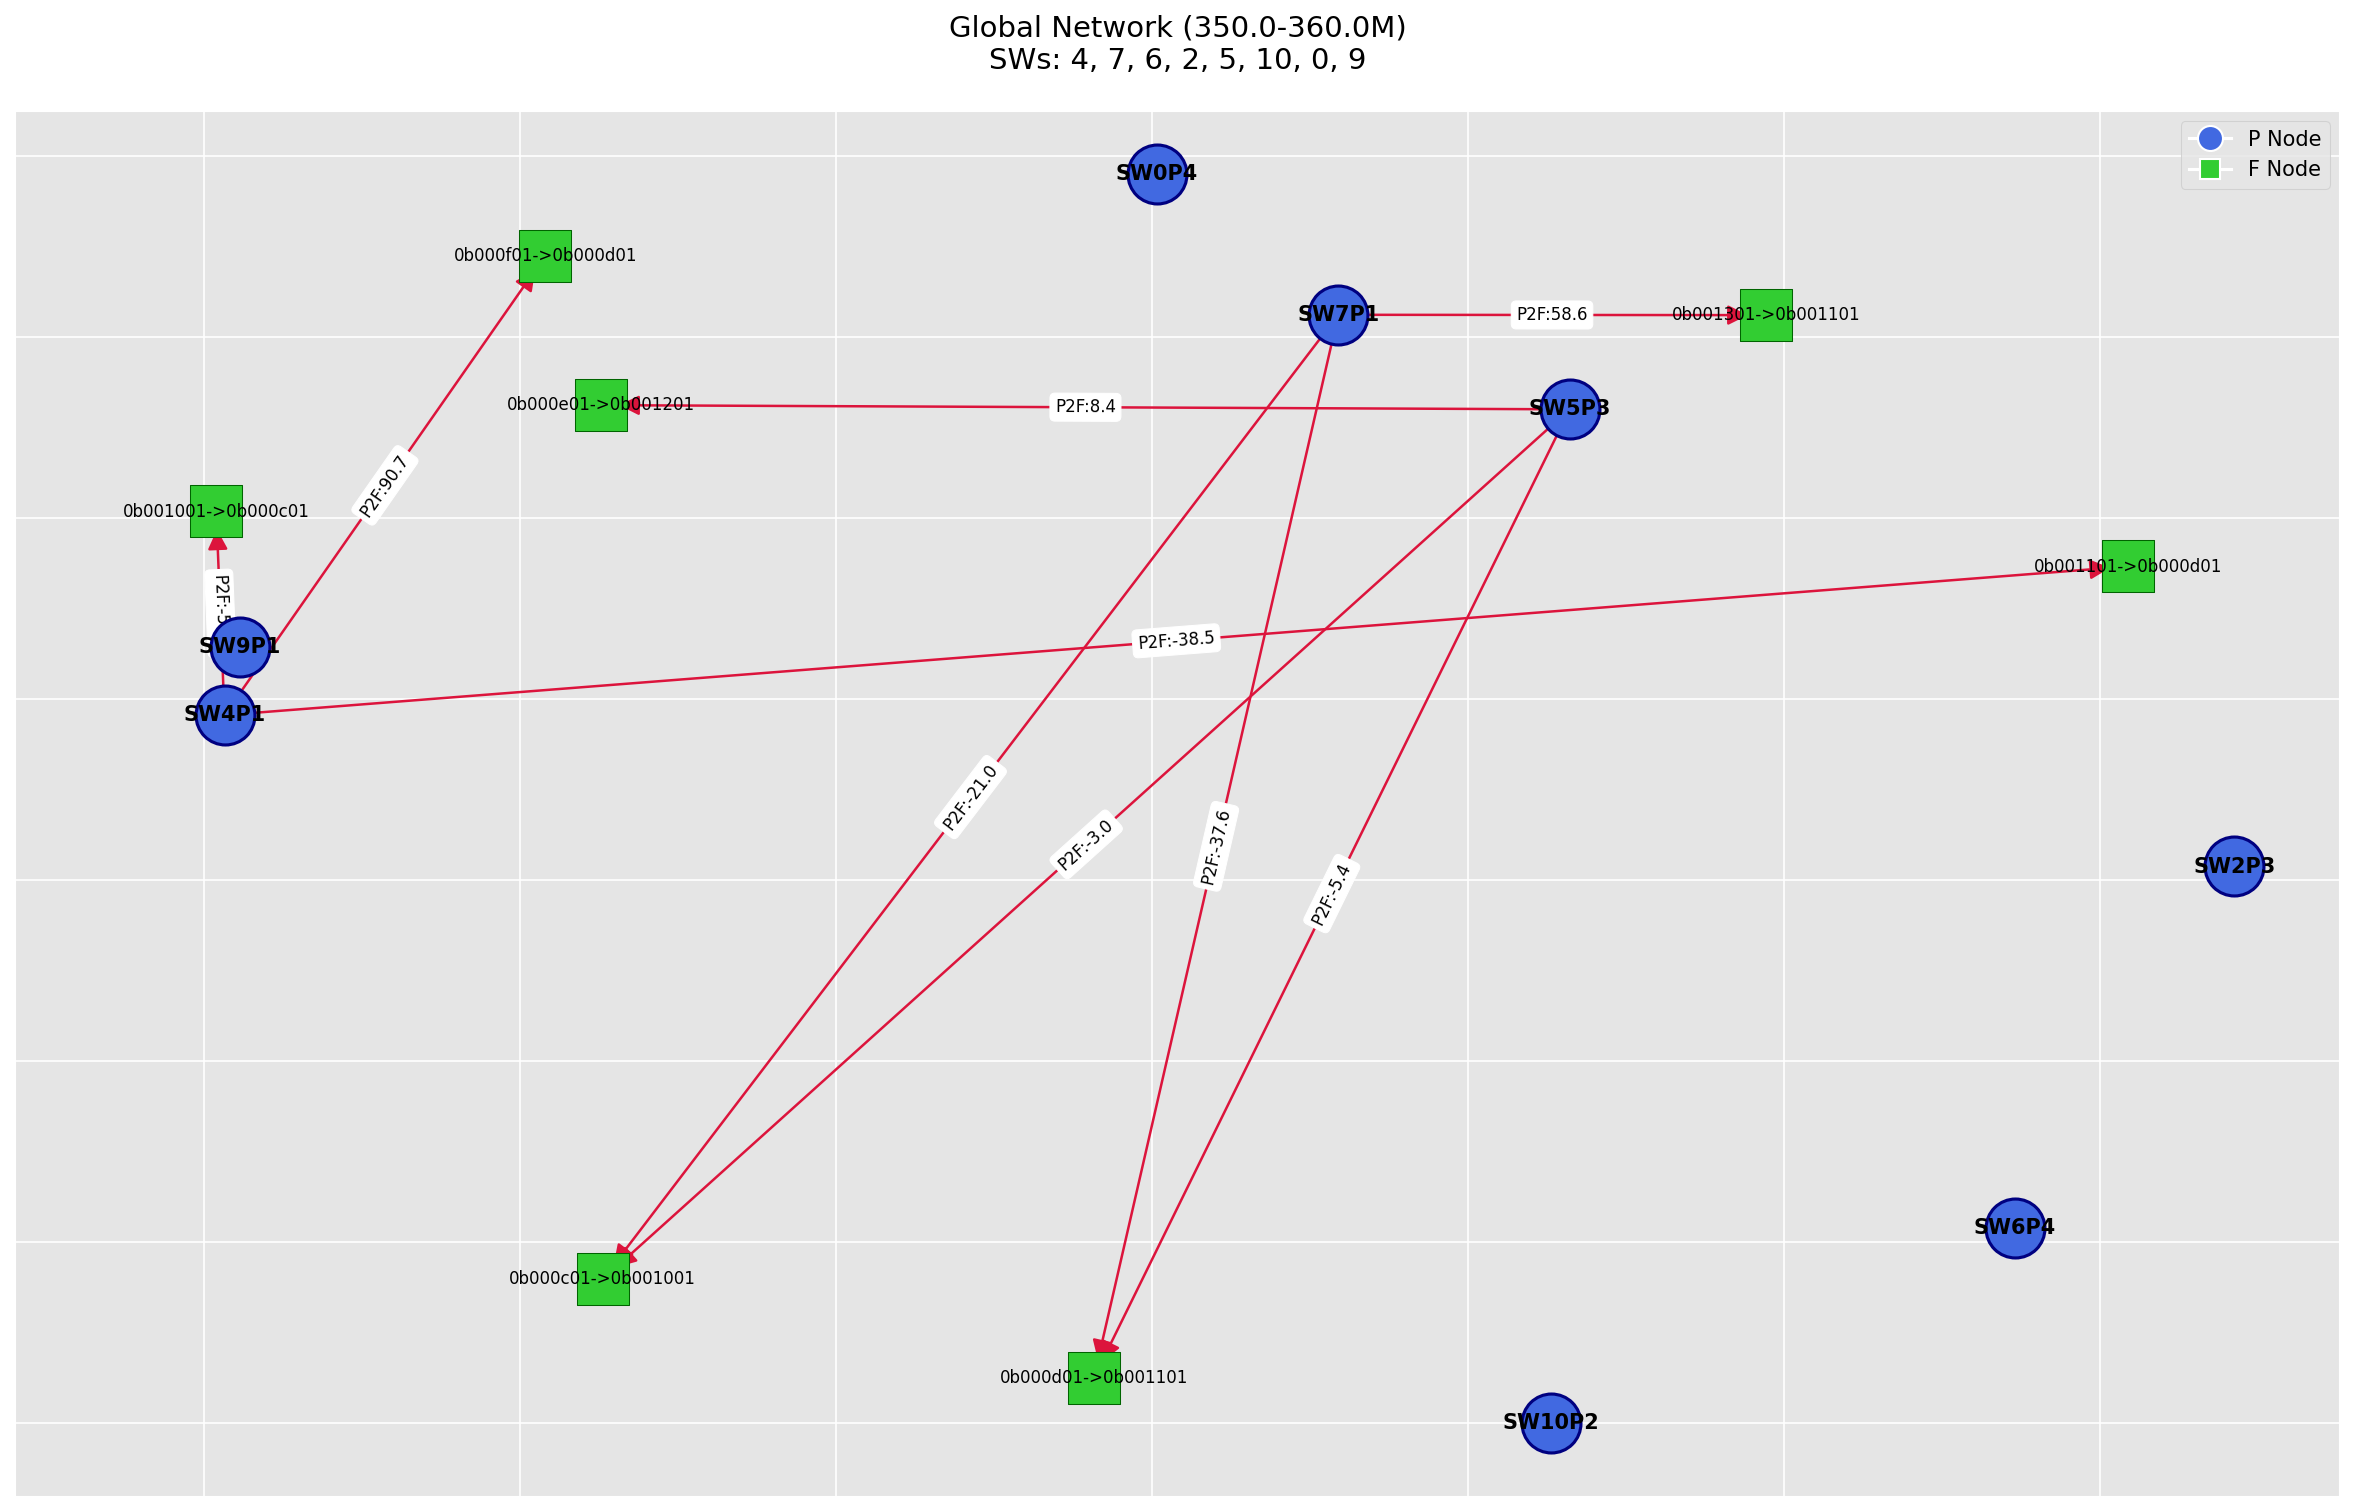 Global Network (350.0-360.0M)
SWs: 4, 7, 6, 2, 5, 10, 0, 9
P Node
F Node
SW0P4
0b000f01->0b000d01
SW7P1
P2F:58.6
0b001301->0b001101
0b000e01->0b001201
P2F:8.4
SW5P3
P2F:90.7
0b001001->0b000c01
0b001101->0b000d01
P2F:-5
SW9P1
P2F:-38.5
SW4P1
P2F:-21.0
P2F:-3.0
P2F:-37.6
P2F:-5.4
SW2P3
SW6P4
0b000c01->0b001001
0b000d01->0b001101
SW10P2